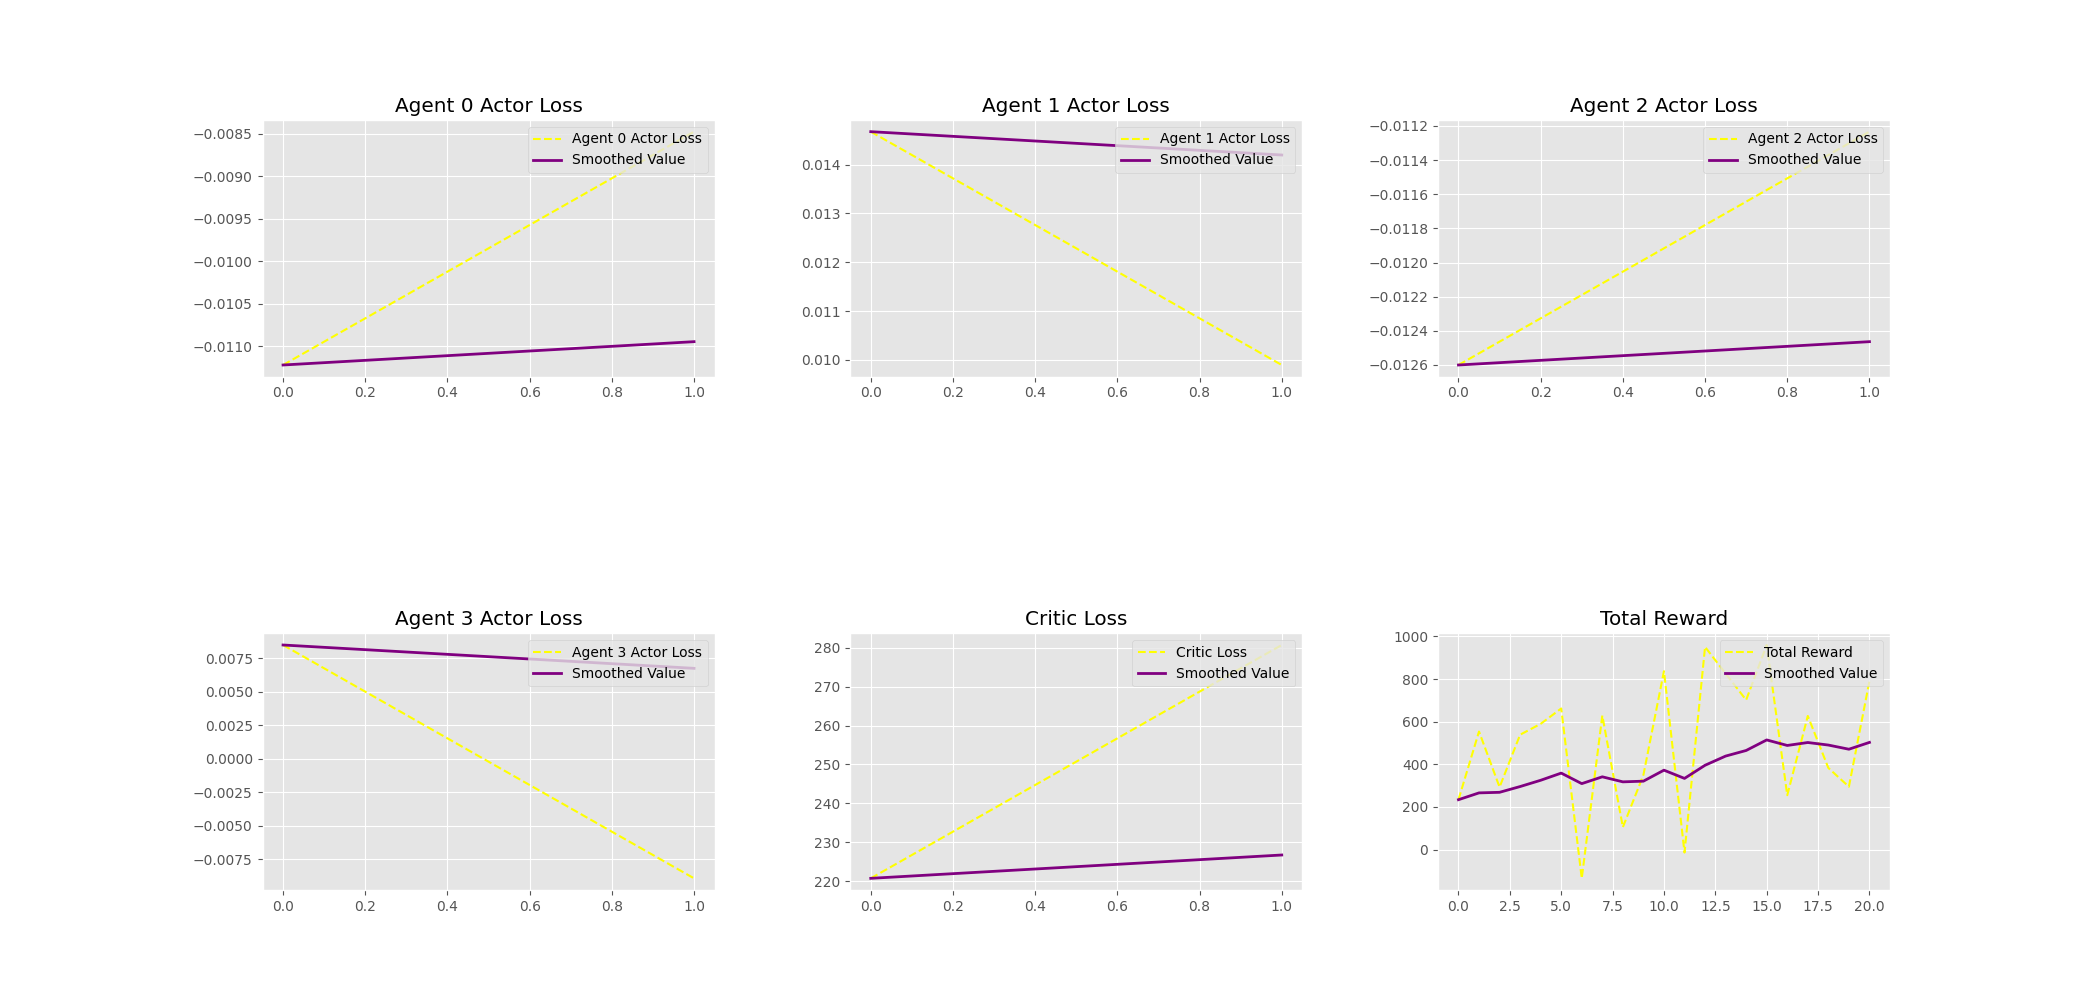 Agent 0 Actor Loss
−0.0085
−0.0090
−0.0095
−0.0100
−0.0105
−0.0110
Agent 0 Actor Loss
Smoothed Value
0.0 0.2 0.4 0.6 0.8 1.0
Agent 1 Actor Loss
0.014
0.013
0.012
0.011
0.010
Agent 1 Actor Loss
Smoothed Value
0.0 0.2 0.4 0.6 0.8 1.0
Agent 2 Actor Loss
−0.0112
−0.0114
−0.0116
−0.0118
−0.0120
−0.0122
−0.0124
−0.0126
Agent 2 Actor Loss
Smoothed Value
0.0 0.2 0.4 0.6 0.8 1.0
Agent 3 Actor Loss
0.0075
0.0050
0.0025
0.0000
−0.0025
−0.0050
−0.0075
Agent 3 Actor Loss
Smoothed Value
0.0 0.2 0.4 0.6 0.8 1.0
Critic Loss
280
270
260
250
240
230
220
Critic Loss
Smoothed Value
0.0 0.2 0.4 0.6 0.8 1.0
Total Reward
1000
800
600
400
200
0
Total Reward
Smoothed Value
0.0 2.5 5.0 7.5 10.0 12.5 15.0 17.5 20.0